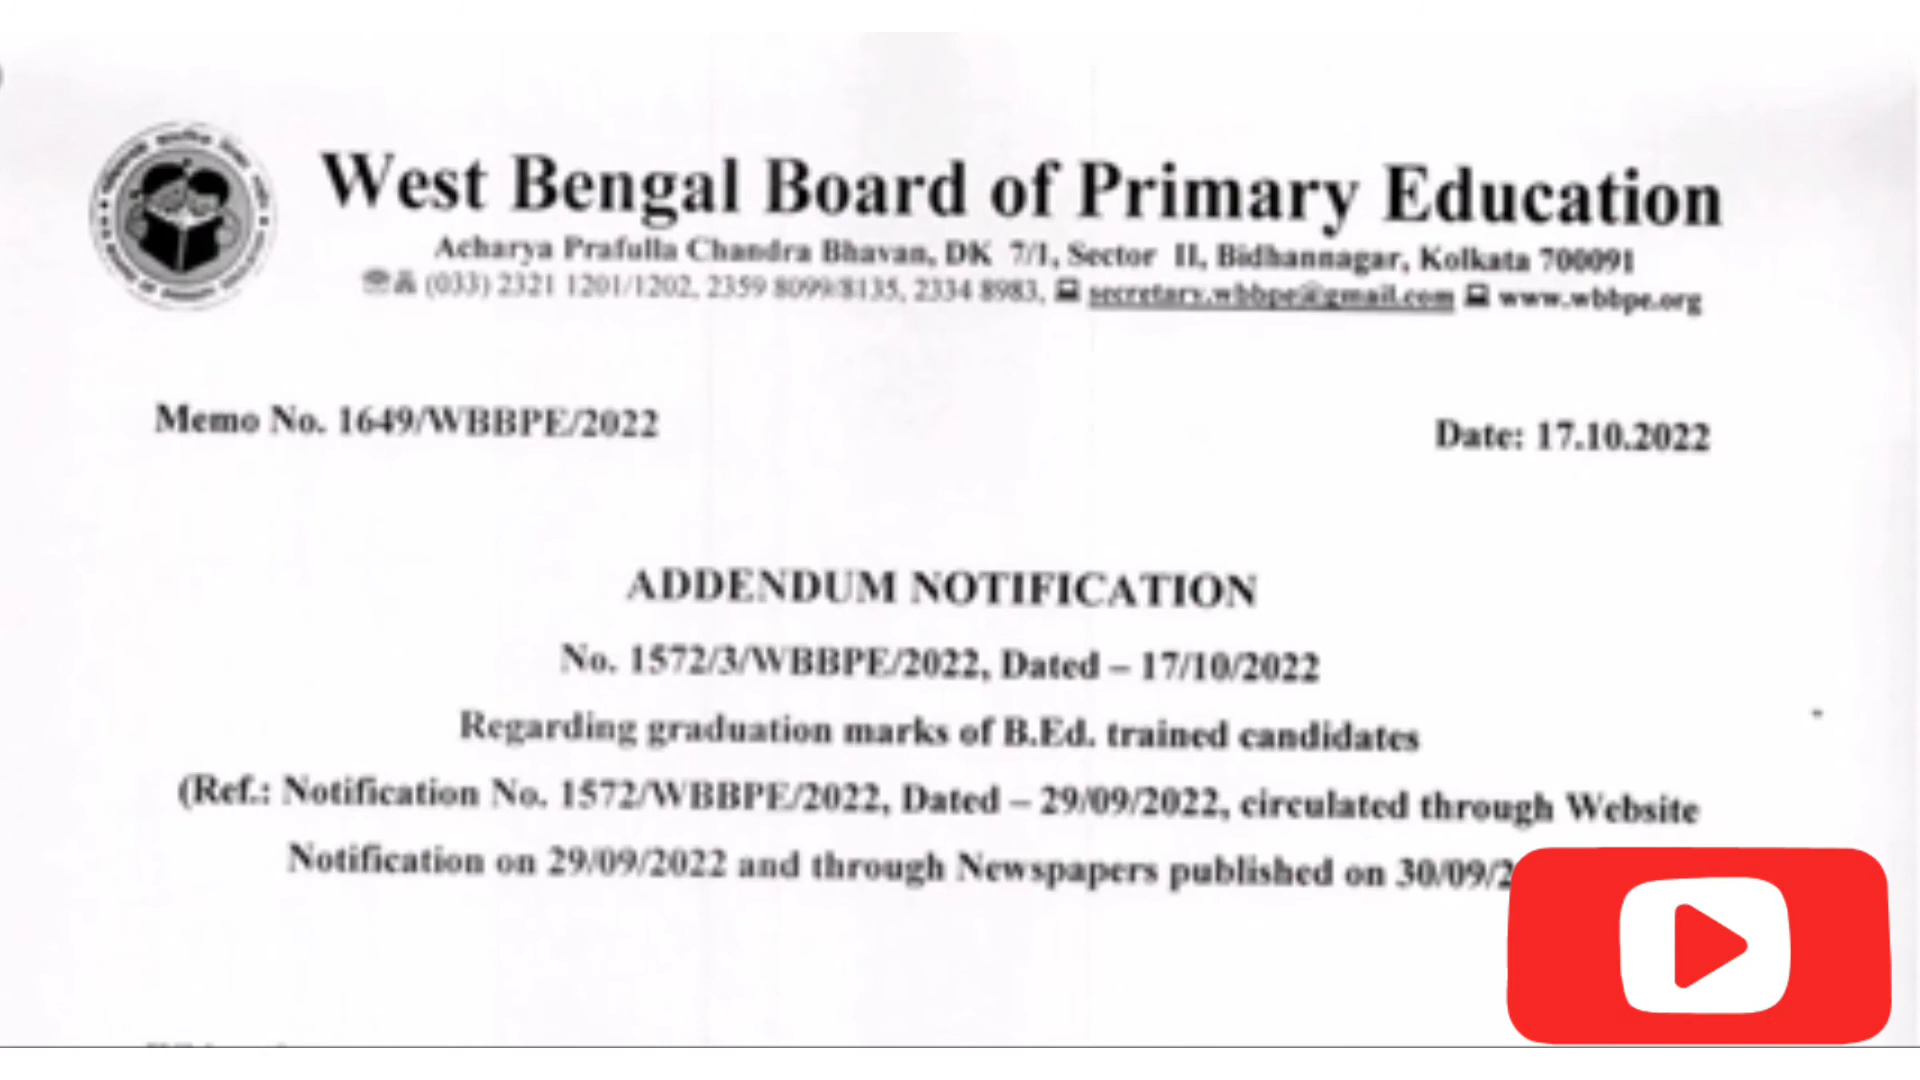 West Bengal Board of Primary Education
Acharya Prafulla Chandra Bhavan, DK 7/1, Sector II, Bidhannagar, Kolkata 700091
(033) 2321 1201/1202, 2359 8099/8135, 2334 8983, secretary.wbbpe@gmail.com www.wbbpe.org
Memo No. 1649/WBBPE/2022
Date: 17.10.2022
ADDENDUM NOTIFICATION
No. 1572/3/WBBPE/2022, Dated – 17/10/2022
Regarding graduation marks of B.Ed. trained candidates
(Ref.: Notification No. 1572/WBBPE/2022, Dated – 29/09/2022, circulated through Website
Notification on 29/09/2022 and through Newspapers published on 30/09/2